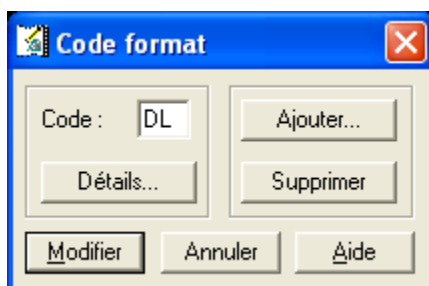 Code format
Code : DL
Ajouter...
Détails...
Supprimer
Modifier
Annuler
Aide